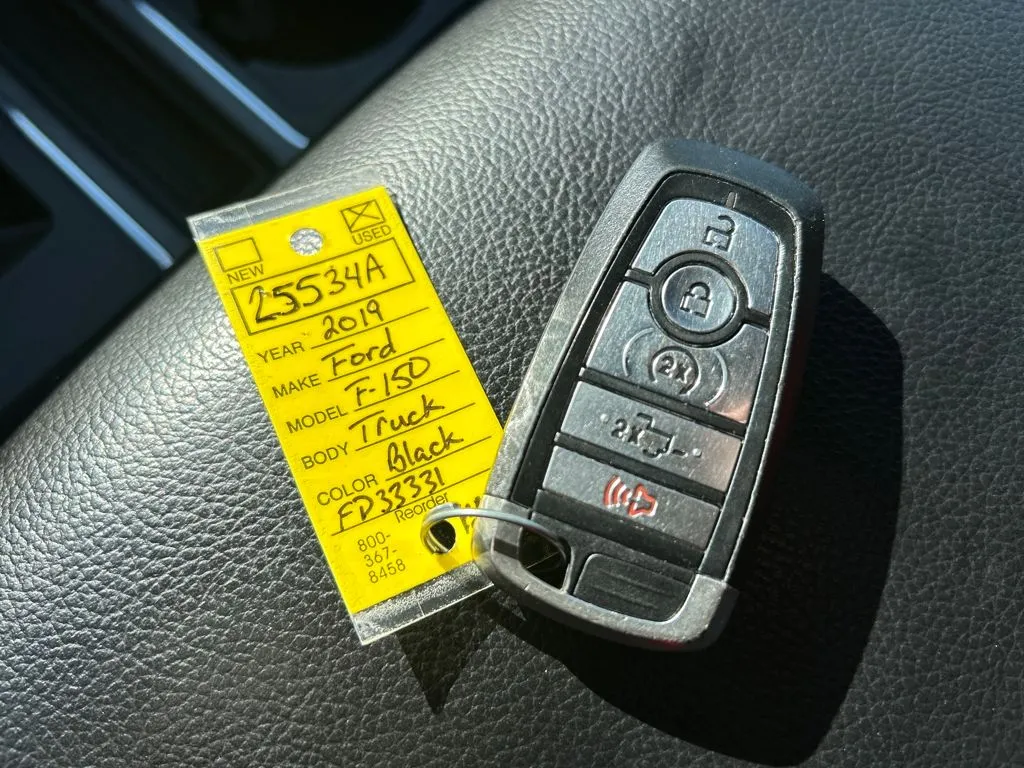 NEW
USED
25534A
YEAR 2019
MAKE Ford
MODEL F-150
BODY Truck
COLOR Black
FD33331
Reorder
800-
367-
8458
2X
2X